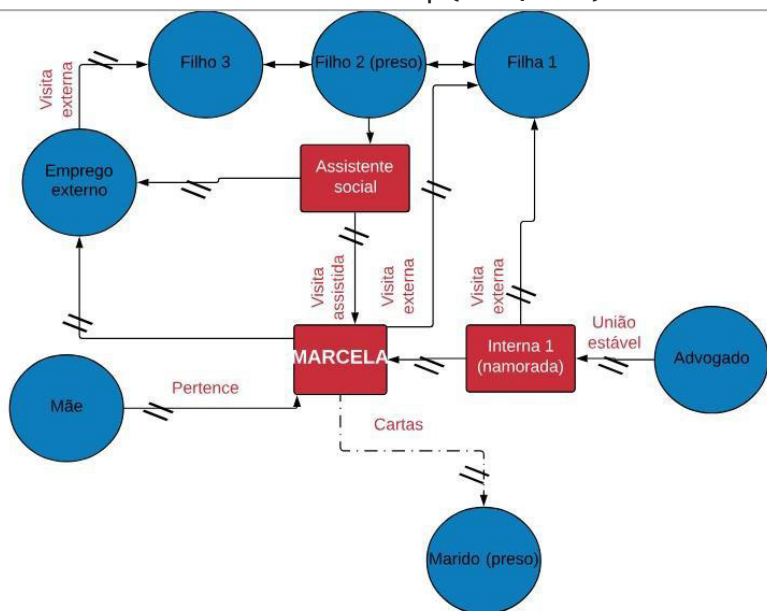 Filho 3
Filho 2 (preso)
Filha 1
Visita
externa
Emprego
externo
Assistente
social
Visita
assistida
Visita
externa
Visita
externa
União
estável
MARCELA
Interna 1
(namorada)
Advogado
Mãe
Pertence
Cartas
Marido (preso)